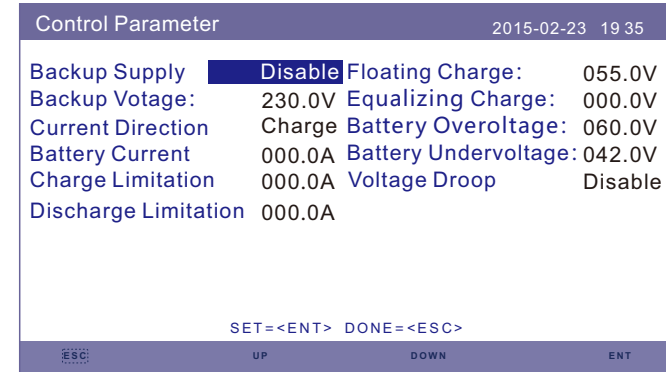 Control Parameter 2015-02-23 19 35
Backup Supply Disable Floating Charge: 055.0V
Backup Votage: 230.0V Equalizing Charge: 000.0V
Current Direction Charge Battery Overoltage: 060.0V
Battery Current 000.0A Battery Undervoltage: 042.0V
Charge Limitation 000.0A Voltage Droop Disable
Discharge Limitation 000.0A
SET=<ENT> DONE=<ESC>
ESC UP DOWN ENT